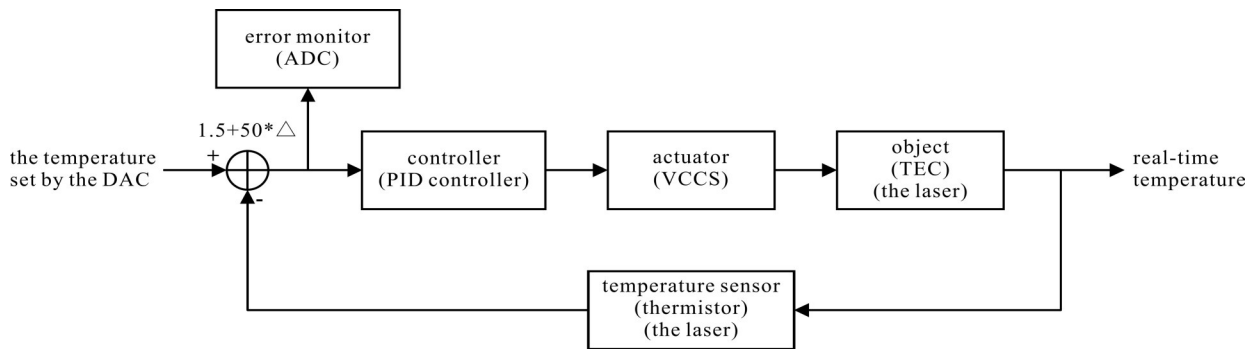 error monitor
(ADC)
1.5+50*△
the temperature
set by the DAC
+
-
controller
(PID controller)
actuator
(VCCS)
object
(TEC)
(the laser)
real-time
temperature
temperature sensor
(thermistor)
(the laser)